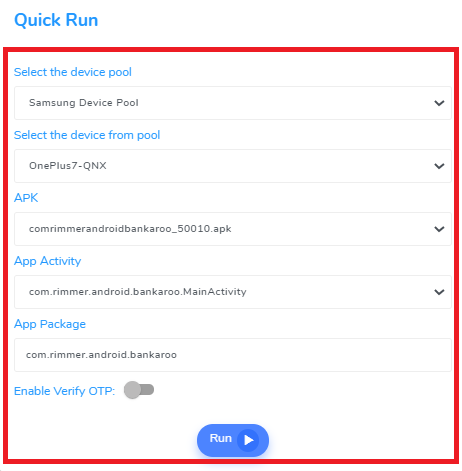 Quick Run
Select the device pool
Samsung Device Pool
Select the device from pool
OnePlus7-QNX
APK
comrimmerandroidbankaroo_50010.apk
App Activity
com.rimmer.android.bankaroo.MainActivity
App Package
com.rimmer.android.bankaroo
Enable Verify OTP:
Run